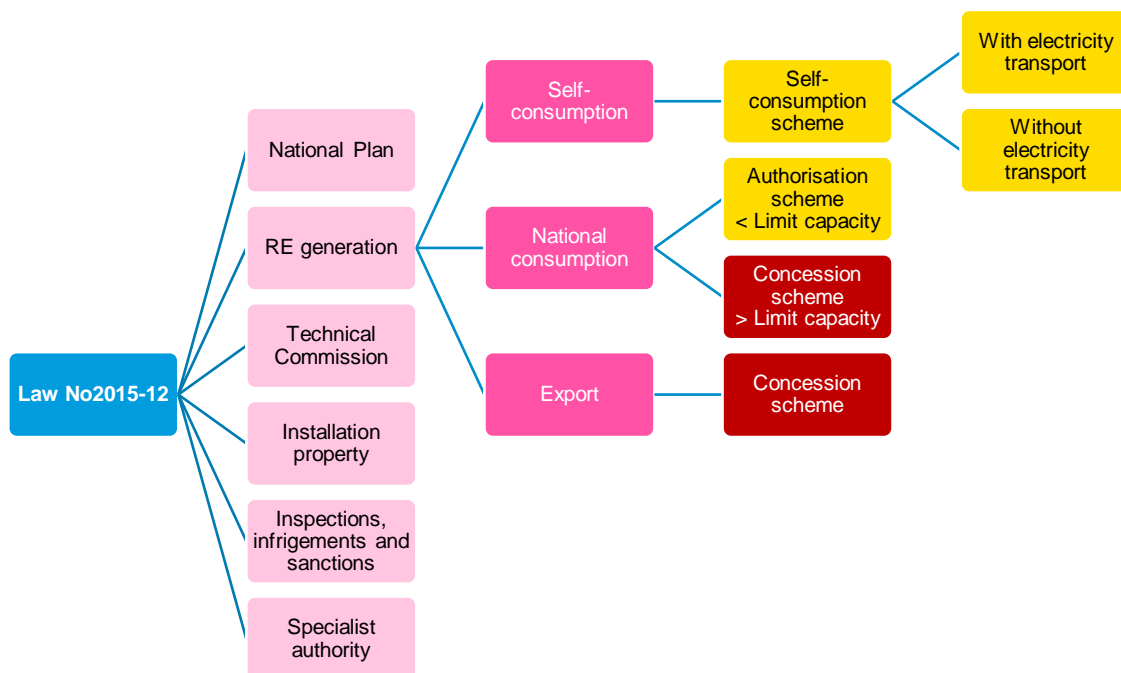 With electricity
transport
Self-
consumption
Self-
consumption
scheme
Without
electricity
transport
National Plan
Authorisation
scheme
< Limit capacity
RE generation
National
consumption
Concession
scheme
> Limit capacity
Technical
Commission
Law No2015-12
Export
Concession
scheme
Installation
property
Inspections,
infrigements and
sanctions
Specialist
authority